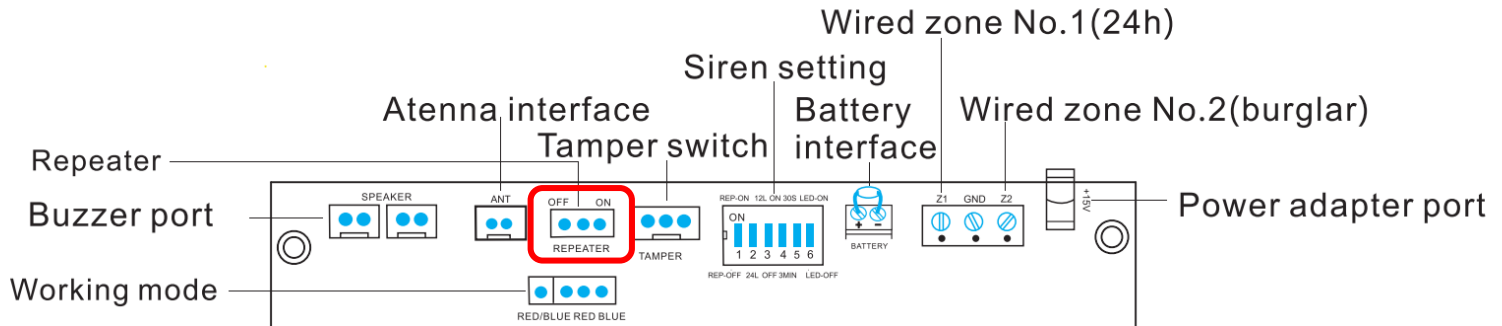 Wired zone No.1(24h)
Siren setting
Atenna interface
Battery interface
Wired zone No.2(burglar)
Tamper switch
Repeater
Buzzer port
Power adapter port
Working mode
SPEAKER
ANT
OFF ON
REPEATER
TAMPER
REP-ON 12L ON 30S LED-ON
ON
1 2 3 4 5 6
REP-OFF 24L OFF 3MIN LED-OFF
+ -
BATTERY
Z1 GND Z2
+15V
RED/BLUE RED BLUE